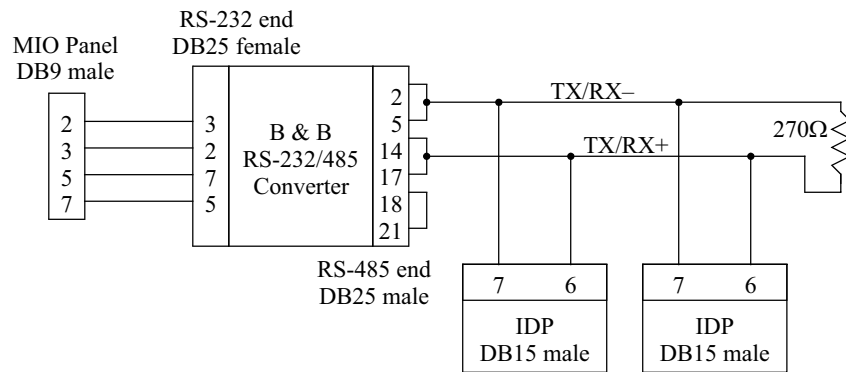 RS-232 end
DB25 female
MIO Panel
DB9 male
2
3
5
7
3
2
7
5
B & B
RS-232/485
Converter
2
5
14
17
18
21
TX/RX–
TX/RX+
270Ω
RS-485 end
DB25 male
7 6
IDP
DB15 male
7 6
IDP
DB15 male